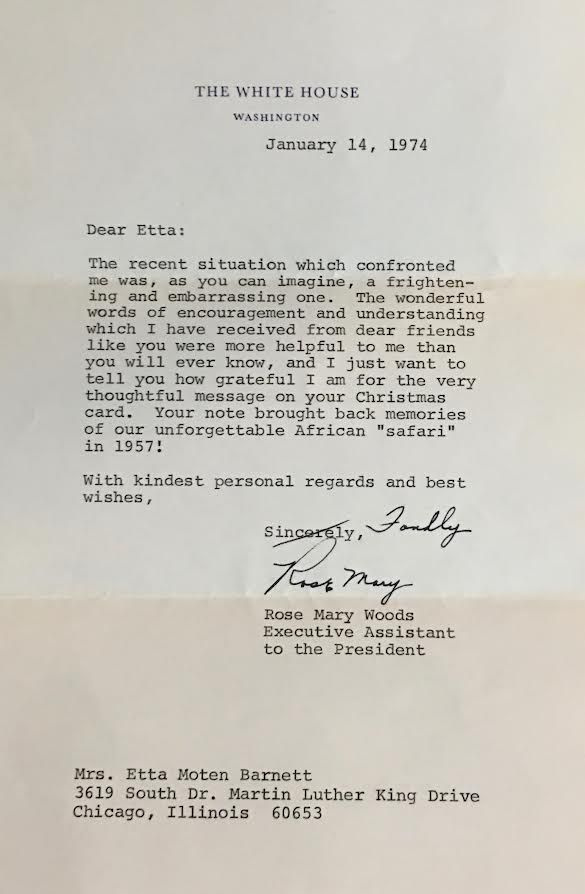 THE WHITE HOUSE
WASHINGTON
January 14, 1974
Dear Etta:
The recent situation which confronted
me was, as you can imagine, a frighten-
ing and embarrassing one. The wonderful
words of encouragement and understanding
which I have received from dear friends
like you were more helpful to me than
you will ever know, and I just want to
tell you how grateful I am for the very
thoughtful message on your Christmas
card. Your note brought back memories
of our unforgettable African "safari"
in 1957!
With kindest personal regards and best
wishes,
Sincerely, Fondly
Rose Mary
Rose Mary Woods
Executive Assistant
to the President
Mrs. Etta Moten Barnett
3619 South Dr. Martin Luther King Drive
Chicago, Illinois 60653